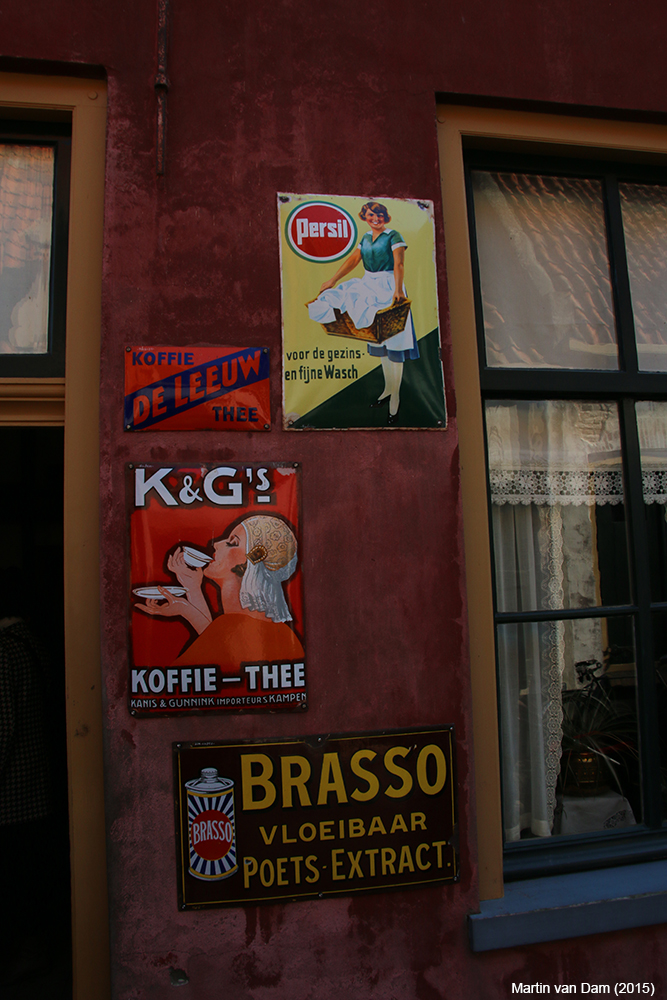 Persil
voor de gezins-
en fijne Wasch
KOFFIE
DE LEEUW
THEE
K&G's
KOFFIE-THEE
KANIS & GUNNINK IMPORTEURS KAMPEN
BRASSO
BRASSO
VLOEIBAAR
POETS-EXTRACT.
Martin van Dam (2015)